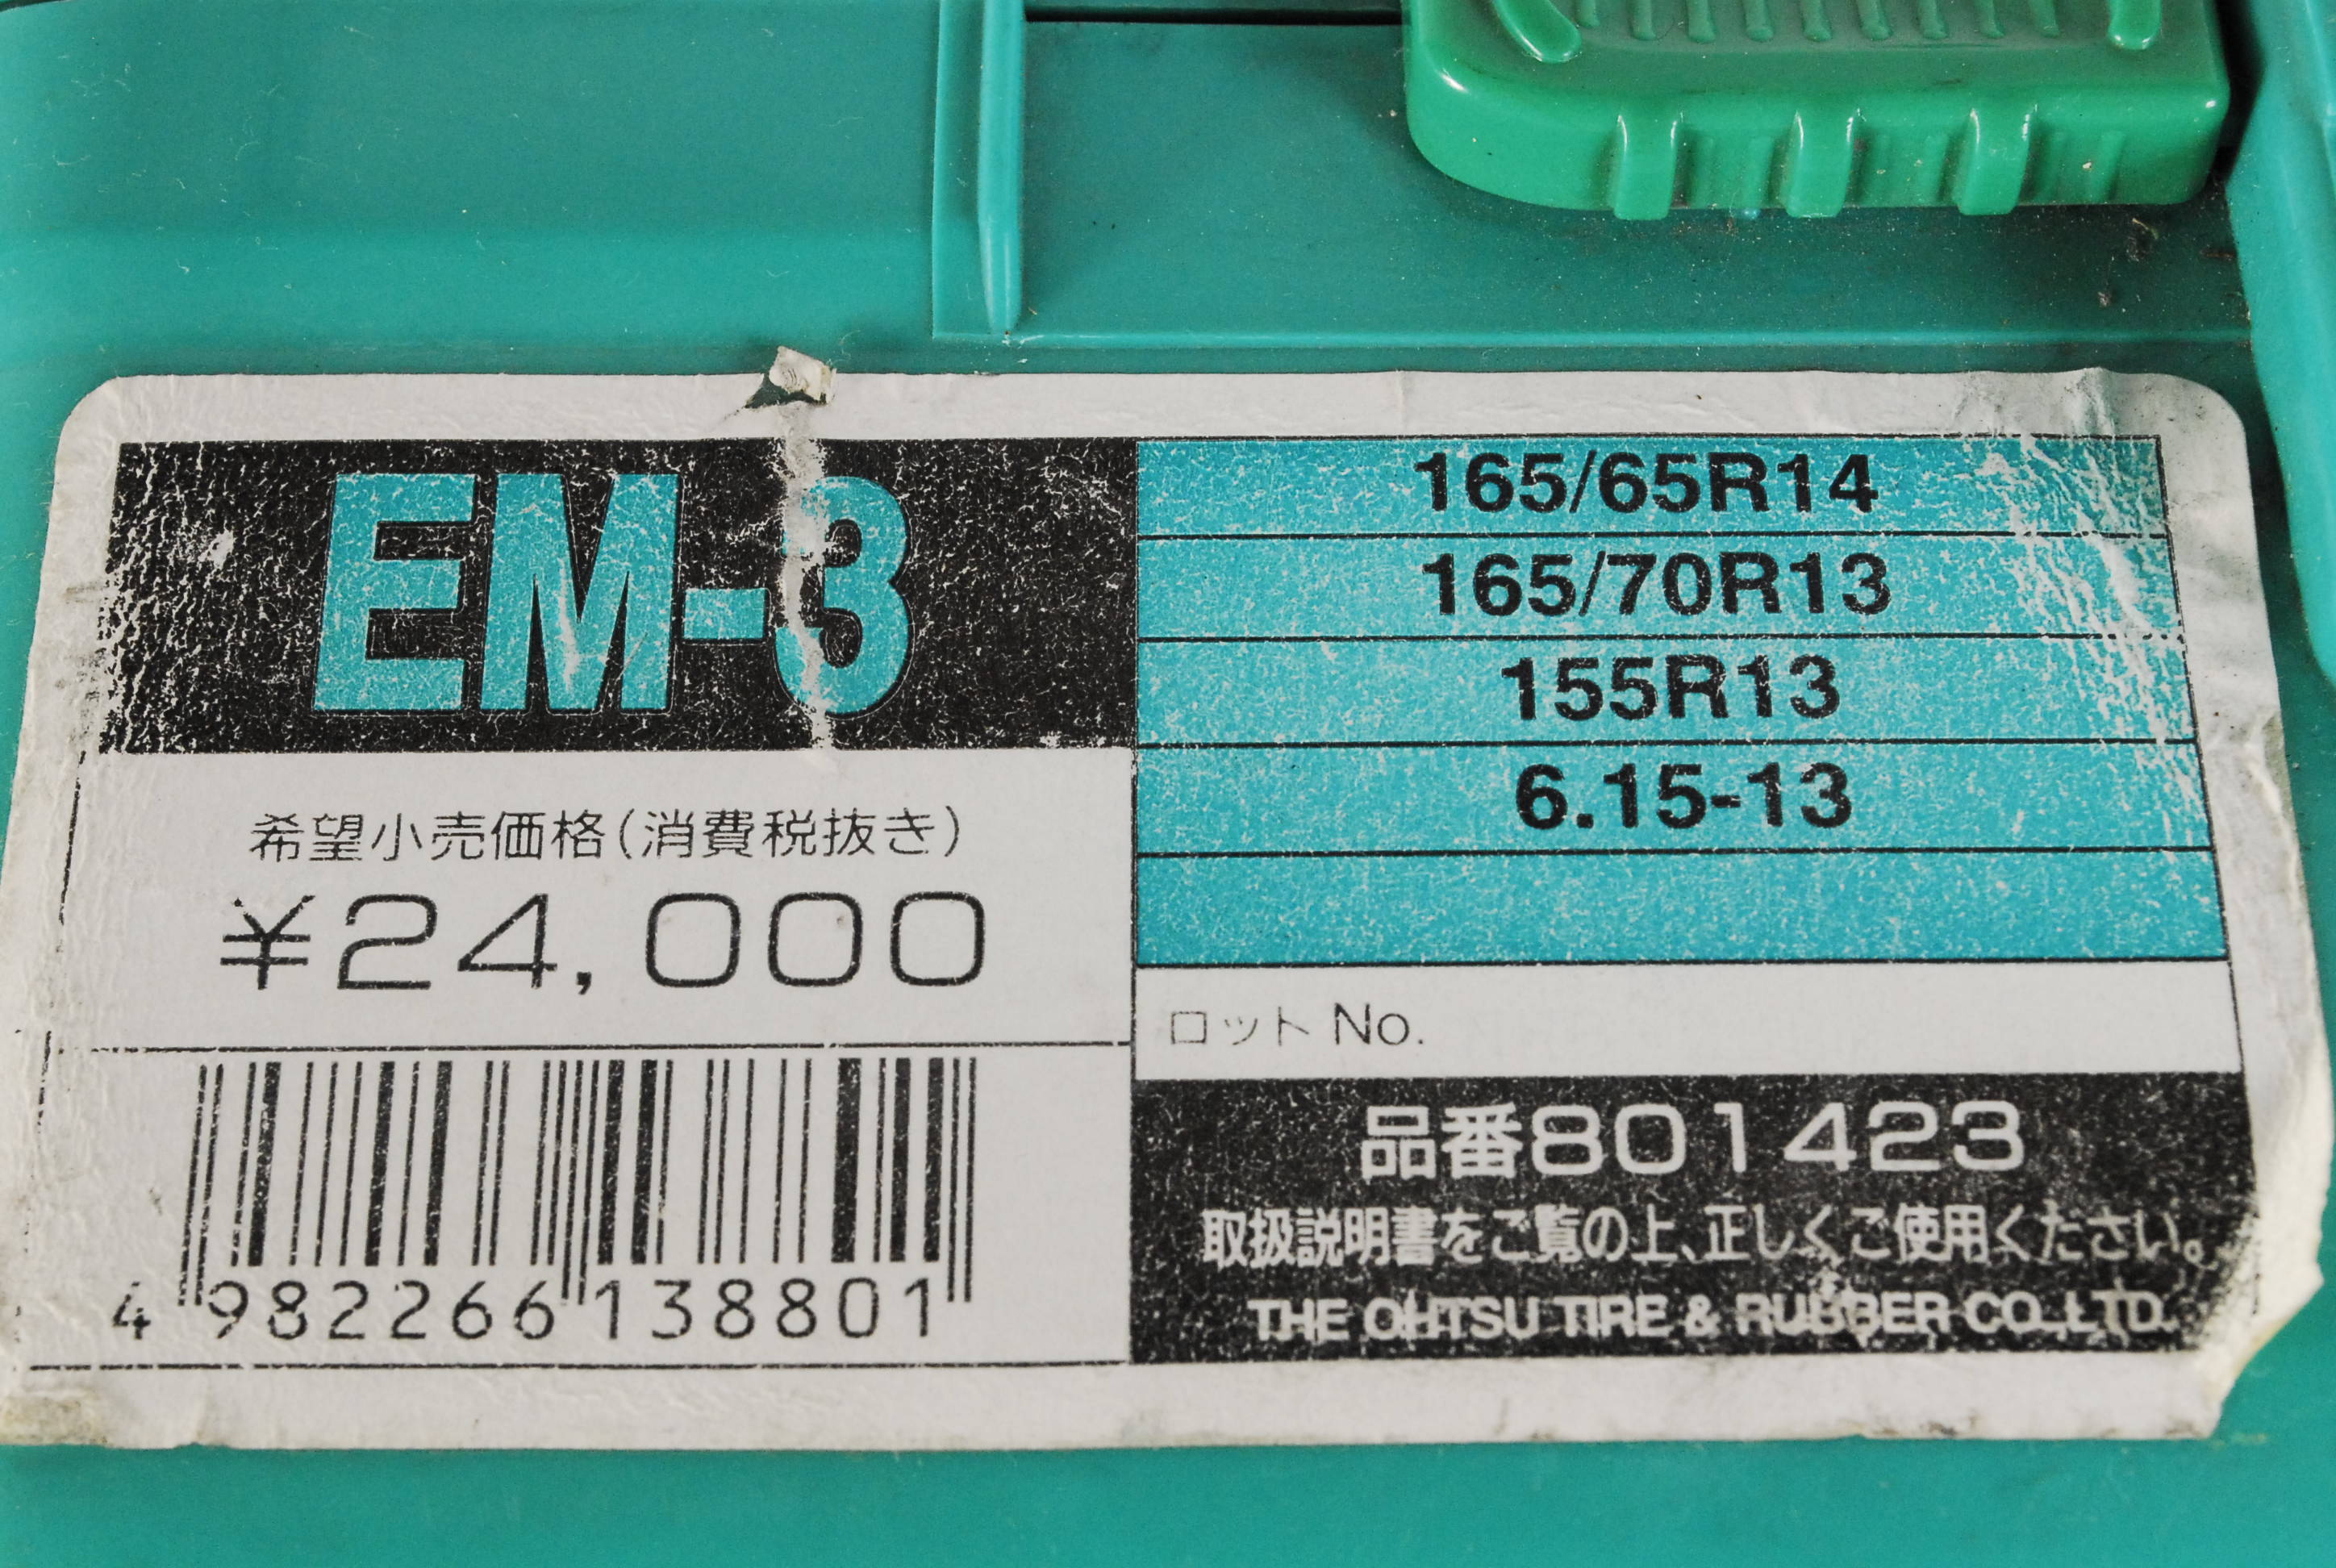 EM-3
希望小売価格(消費税抜き)
¥24,000
4 982266 138801
165/65R14
165/70R13
155R13
6.15-13
ロット No.
品番801423
取扱説明書をご覧の上、正しくご使用ください。
THE OHTSU TIRE & RUBBER CO.,LTD.